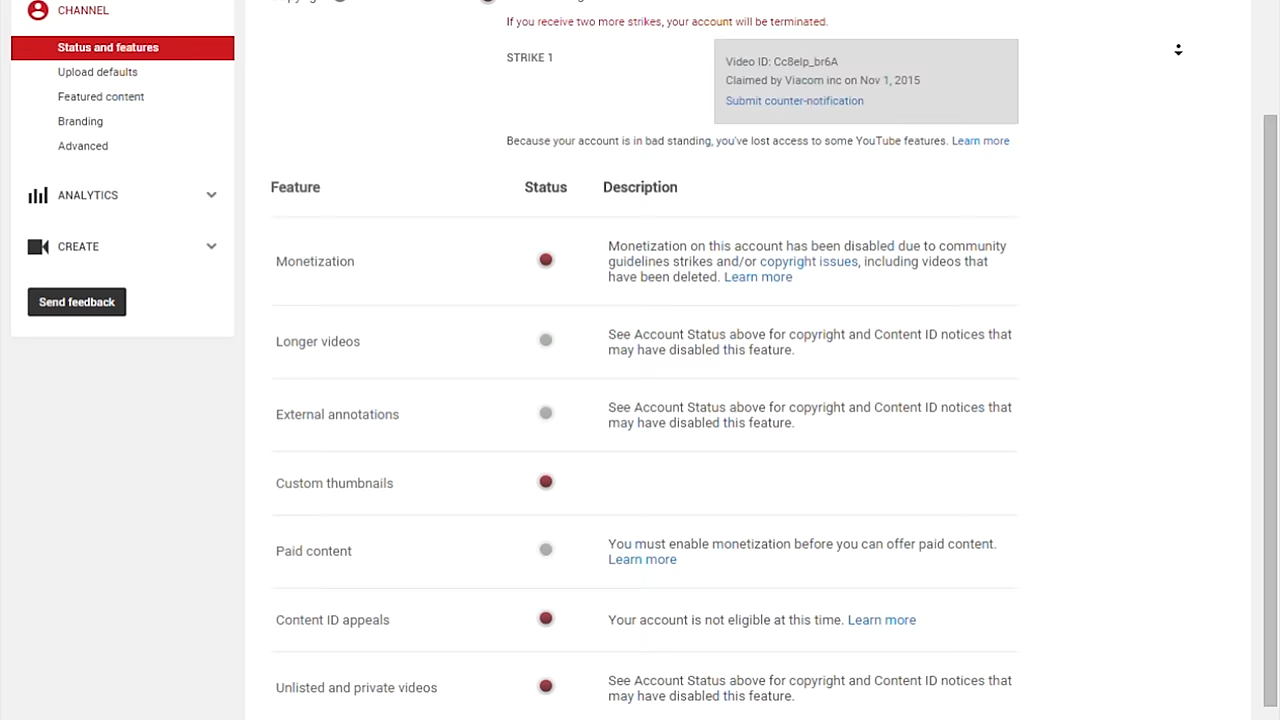 CHANNEL
Status and features
Upload defaults
Featured content
Branding
Advanced
ANALYTICS
CREATE
Send feedback
If you receive two more strikes, your account will be terminated.
STRIKE 1
Video ID: Cc8elp_br6A
Claimed by Viacom inc on Nov 1, 2015
Submit counter-notification
Because your account is in bad standing, you've lost access to some YouTube features. Learn more
Feature Status Description
Monetization
Monetization on this account has been disabled due to community
guidelines strikes and/or copyright issues, including videos that
have been deleted. Learn more
Longer videos
See Account Status above for copyright and Content ID notices that
may have disabled this feature.
External annotations
See Account Status above for copyright and Content ID notices that
may have disabled this feature.
Custom thumbnails
Paid content
You must enable monetization before you can offer paid content.
Learn more
Content ID appeals
Your account is not eligible at this time. Learn more
Unlisted and private videos
See Account Status above for copyright and Content ID notices that
may have disabled this feature.